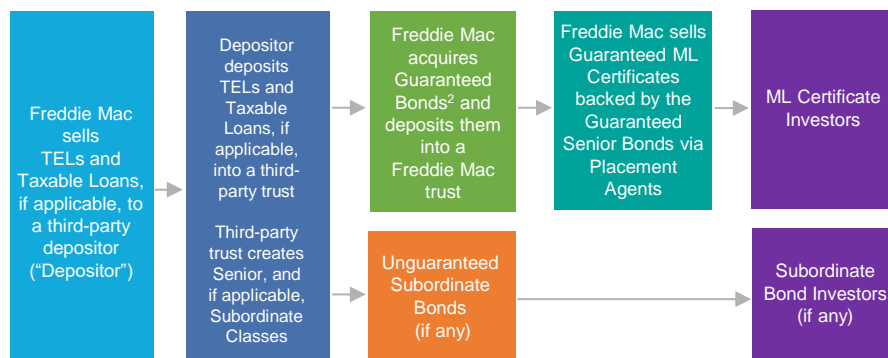 Freddie Mac
sells
TELs and
Taxable Loans,
if applicable, to
a third-party
depositor
(“Depositor”)
Depositor
deposits
TELs and
Taxable
Loans, if
applicable,
into a third-
party trust
Third-party
trust creates
Senior, and
if applicable,
Subordinate
Classes
Freddie Mac
acquires
Guaranteed
Bonds² and
deposits them
into a
Freddie Mac
trust
Freddie Mac sells
Guaranteed ML
Certificates
backed by the
Guaranteed
Senior Bonds via
Placement
Agents
ML Certificate
Investors
Unguaranteed
Subordinate
Bonds
(if any)
Subordinate
Bond Investors
(if any)